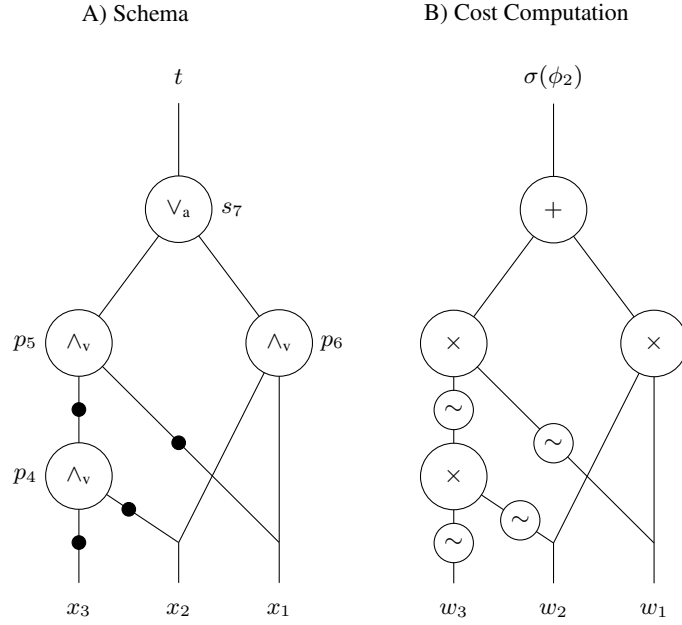 A) Schema B) Cost Computation
t σ(ϕ₂)
∨ₐ s₇ +
p₅ ∧ᵥ ∧ᵥ p₆ × ×
∼
∼
p₄ ∧ᵥ ×
∼
∼
x₃ x₂ x₁ w₃ w₂ w₁